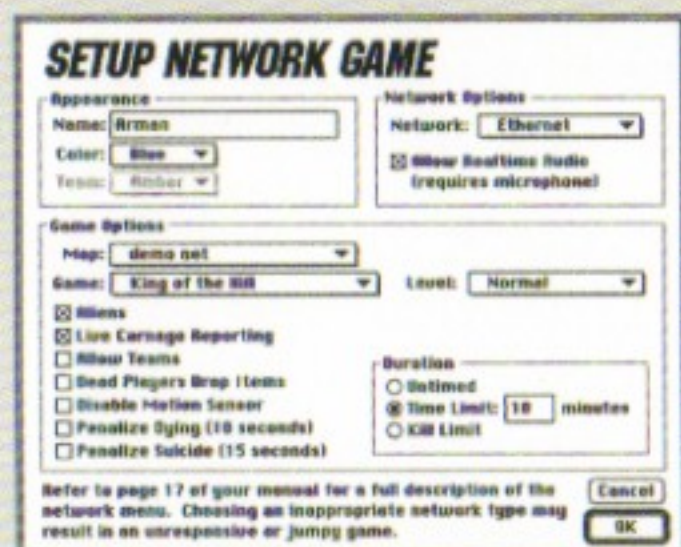 SETUP NETWORK GAME
Appearance
Name: Arman
Color: Blue
Team: Amber
Network Options
Network: Ethernet
Allow Realtime Audio
(requires microphone)
Game Options
Map: demo net
Game: King of the Hill
Level: Normal
Aliens
Live Carnage Reporting
Allow Teams
Dead Players Drop Items
Disable Motion Sensor
Penalize Dying (10 seconds)
Penalize Suicide (15 seconds)
Duration
Untimed
Time Limit: 10 minutes
Kill Limit
Refer to page 17 of your manual for a full description of the
network menu. Choosing an inappropriate network type may
result in an unresponsive or jumpy game.
Cancel
OK